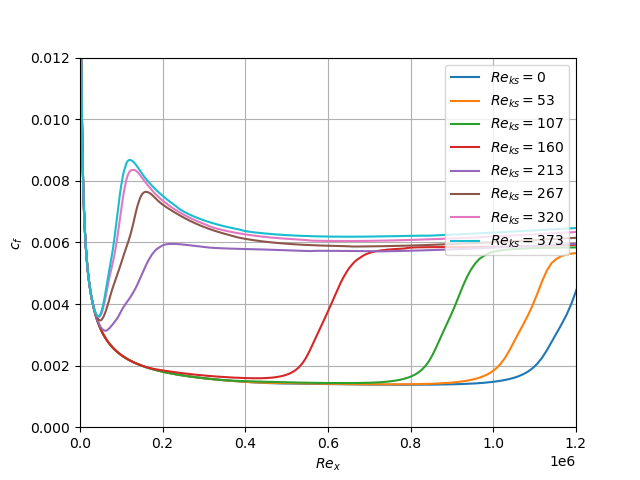 0.012
0.010
0.008
0.006
0.004
0.002
0.000
c_f
0.0 0.2 0.4 0.6 0.8 1.0 1.2
Re_x
1e6
Re_ks = 0
Re_ks = 53
Re_ks = 107
Re_ks = 160
Re_ks = 213
Re_ks = 267
Re_ks = 320
Re_ks = 373